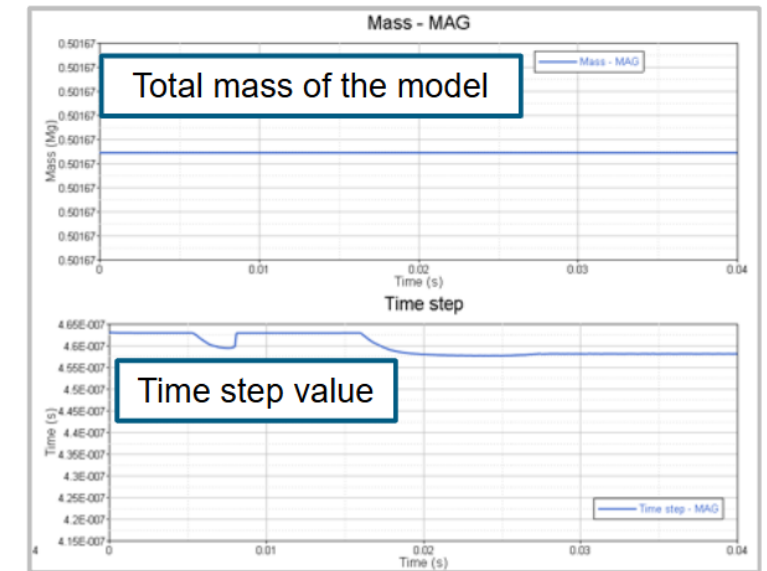 Mass - MAG
0.50167
0.50167
0.50167
0.50167
0.50167
0.50167
0.50167
0.50167
0.50167
0.50167
Mass (Mg)
Total mass of the model
Mass - MAG
0 0.01 0.02 0.03 0.04
Time (s)
Time step
4.65E-007
4.6E-007
4.55E-007
4.5E-007
4.45E-007
4.4E-007
4.35E-007
4.3E-007
4.25E-007
4.2E-007
4.15E-007
Time (s)
Time step value
Time step - MAG
4 0 0.01 0.02 0.03 0.04
Time (s)